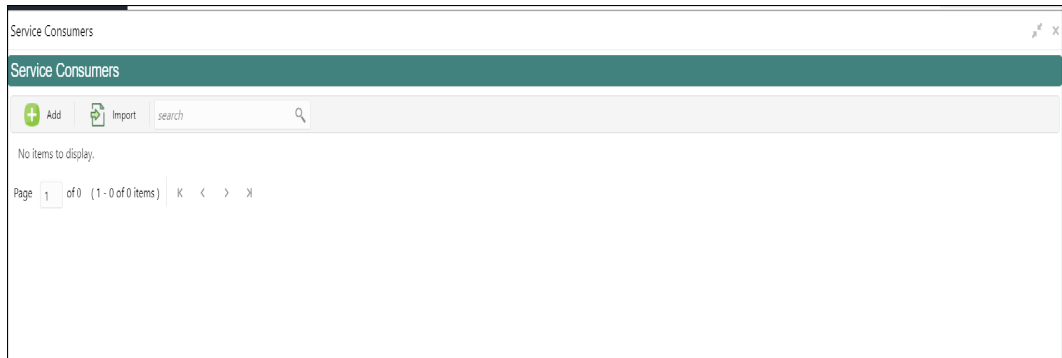 Service Consumers
Service Consumers
Add Import search
No items to display.
Page 1 of 0 (1 - 0 of 0 items)